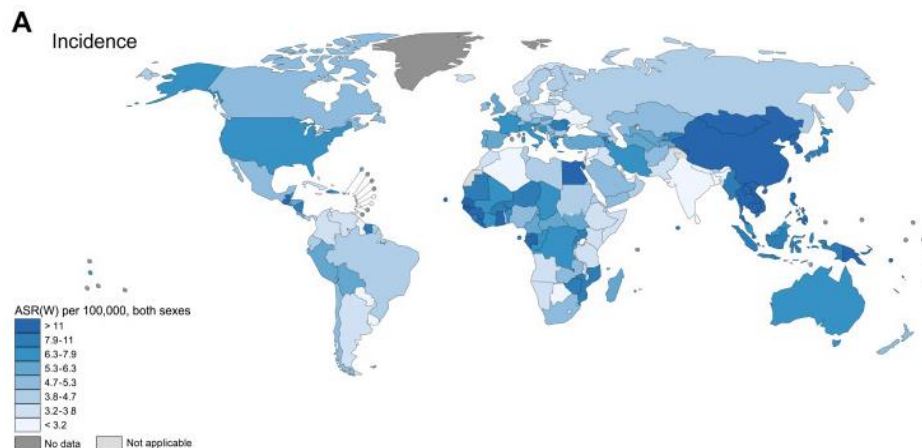 A
Incidence
ASR(W) per 100,000, both sexes
> 11
7.9-11
6.3-7.9
5.3-6.3
4.7-5.3
3.8-4.7
3.2-3.8
< 3.2
No data Not applicable